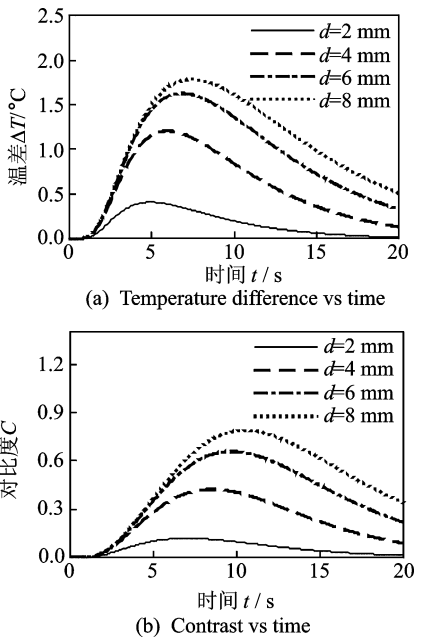 2.5
2.0
1.5
1.0
0.5
0.0
温差ΔT/°C
d=2 mm
d=4 mm
d=6 mm
d=8 mm
0 5 10 15 20
时间 t / s
(a) Temperature difference vs time
1.2
0.9
0.6
0.3
0.0
对比度C
d=2 mm
d=4 mm
d=6 mm
d=8 mm
0 5 10 15 20
时间 t / s
(b) Contrast vs time